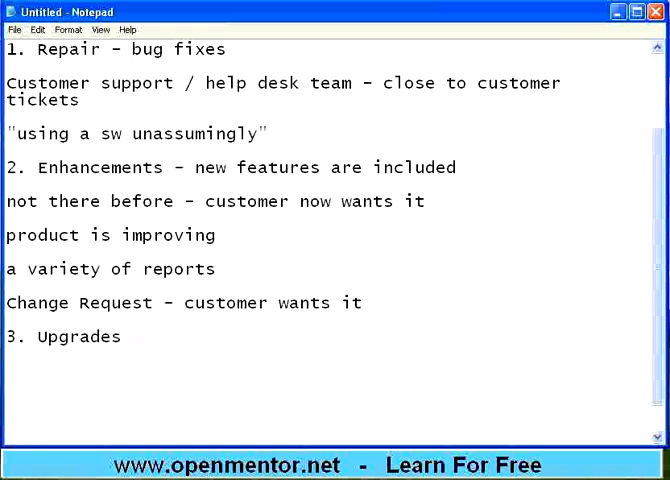 Untitled - Notepad
File Edit Format View Help
1. Repair - bug fixes
Customer support / help desk team - close to customer
tickets
"using a sw unassumingly"
2. Enhancements - new features are included
not there before - customer now wants it
product is improving
a variety of reports
Change Request - customer wants it
3. Upgrades
www.openmentor.net - Learn For Free